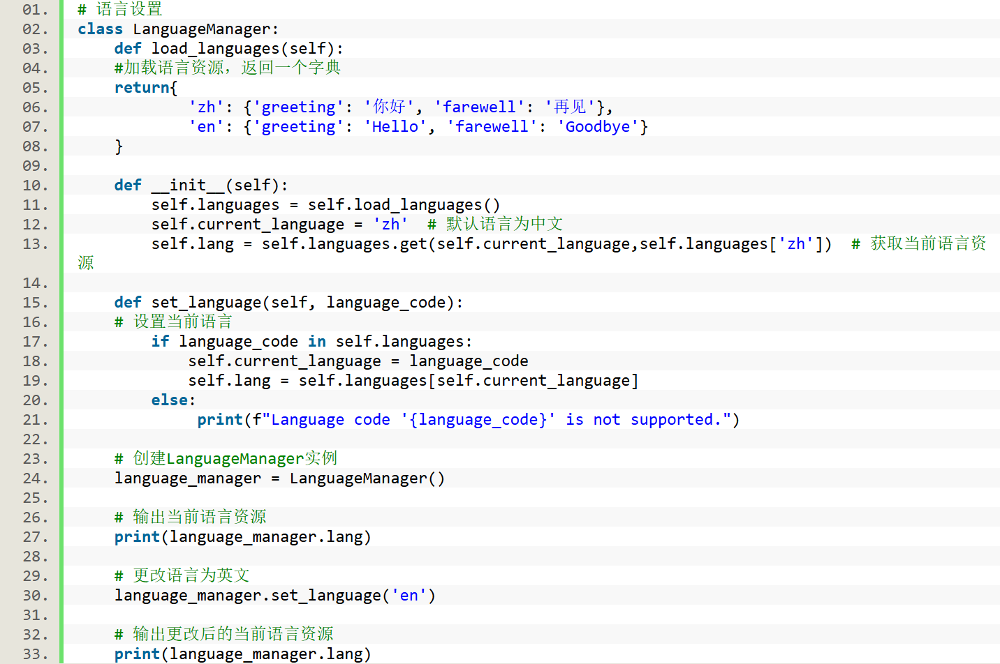 01. # 语言设置
02. class LanguageManager:
03.     def load_languages(self):
04.     #加载语言资源，返回一个字典
05.     return{
06.             'zh': {'greeting': '你好', 'farewell': '再见'},
07.             'en': {'greeting': 'Hello', 'farewell': 'Goodbye'}
08.     }
09.
10.     def __init__(self):
11.         self.languages = self.load_languages()
12.         self.current_language = 'zh'  # 默认语言为中文
13.         self.lang = self.languages.get(self.current_language,self.languages['zh'])  # 获取当前语言资
源
14.
15.     def set_language(self, language_code):
16.     # 设置当前语言
17.         if language_code in self.languages:
18.             self.current_language = language_code
19.             self.lang = self.languages[self.current_language]
20.         else:
21.              print(f"Language code '{language_code}' is not supported.")
22.
23.     # 创建LanguageManager实例
24.     language_manager = LanguageManager()
25.
26.     # 输出当前语言资源
27.     print(language_manager.lang)
28.
29.     # 更改语言为英文
30.     language_manager.set_language('en')
31.
32.     # 输出更改后的当前语言资源
33.     print(language_manager.lang)